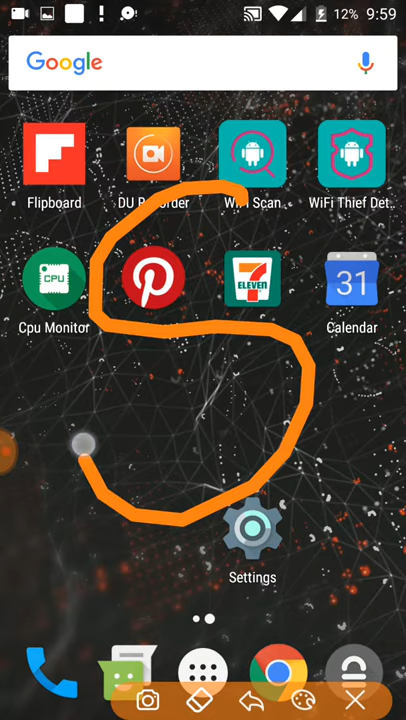 12% 9:59
Google
Flipboard DU Recorder WiFi Scan WiFi Thief Det..
CPU 7 ELEVEN 31
Cpu Monitor Calendar
S
Settings